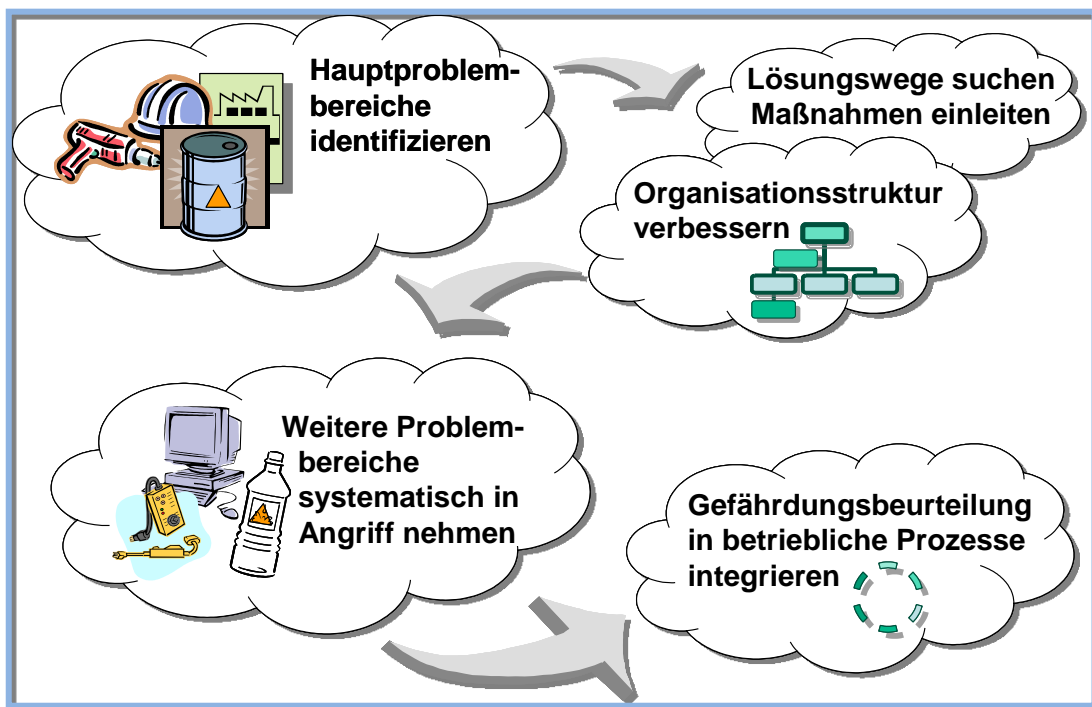 Hauptproblem-
bereiche
identifizieren
Lösungswege suchen
Maßnahmen einleiten
Organisationsstruktur
verbessern
Weitere Problem-
bereiche
systematisch in
Angriff nehmen
Gefährdungsbeurteilung
in betriebliche Prozesse
integrieren